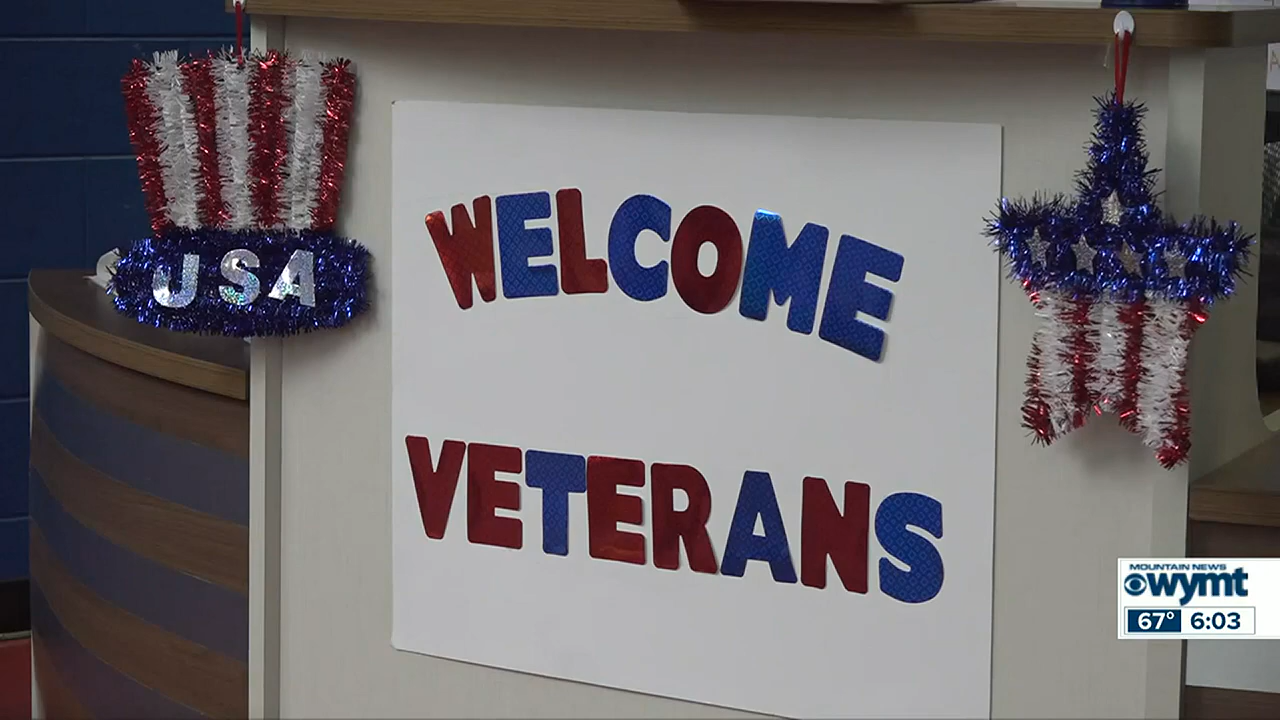 USA
WELCOME
VETERANS
MOUNTAIN NEWS
wymt
67° 6:03